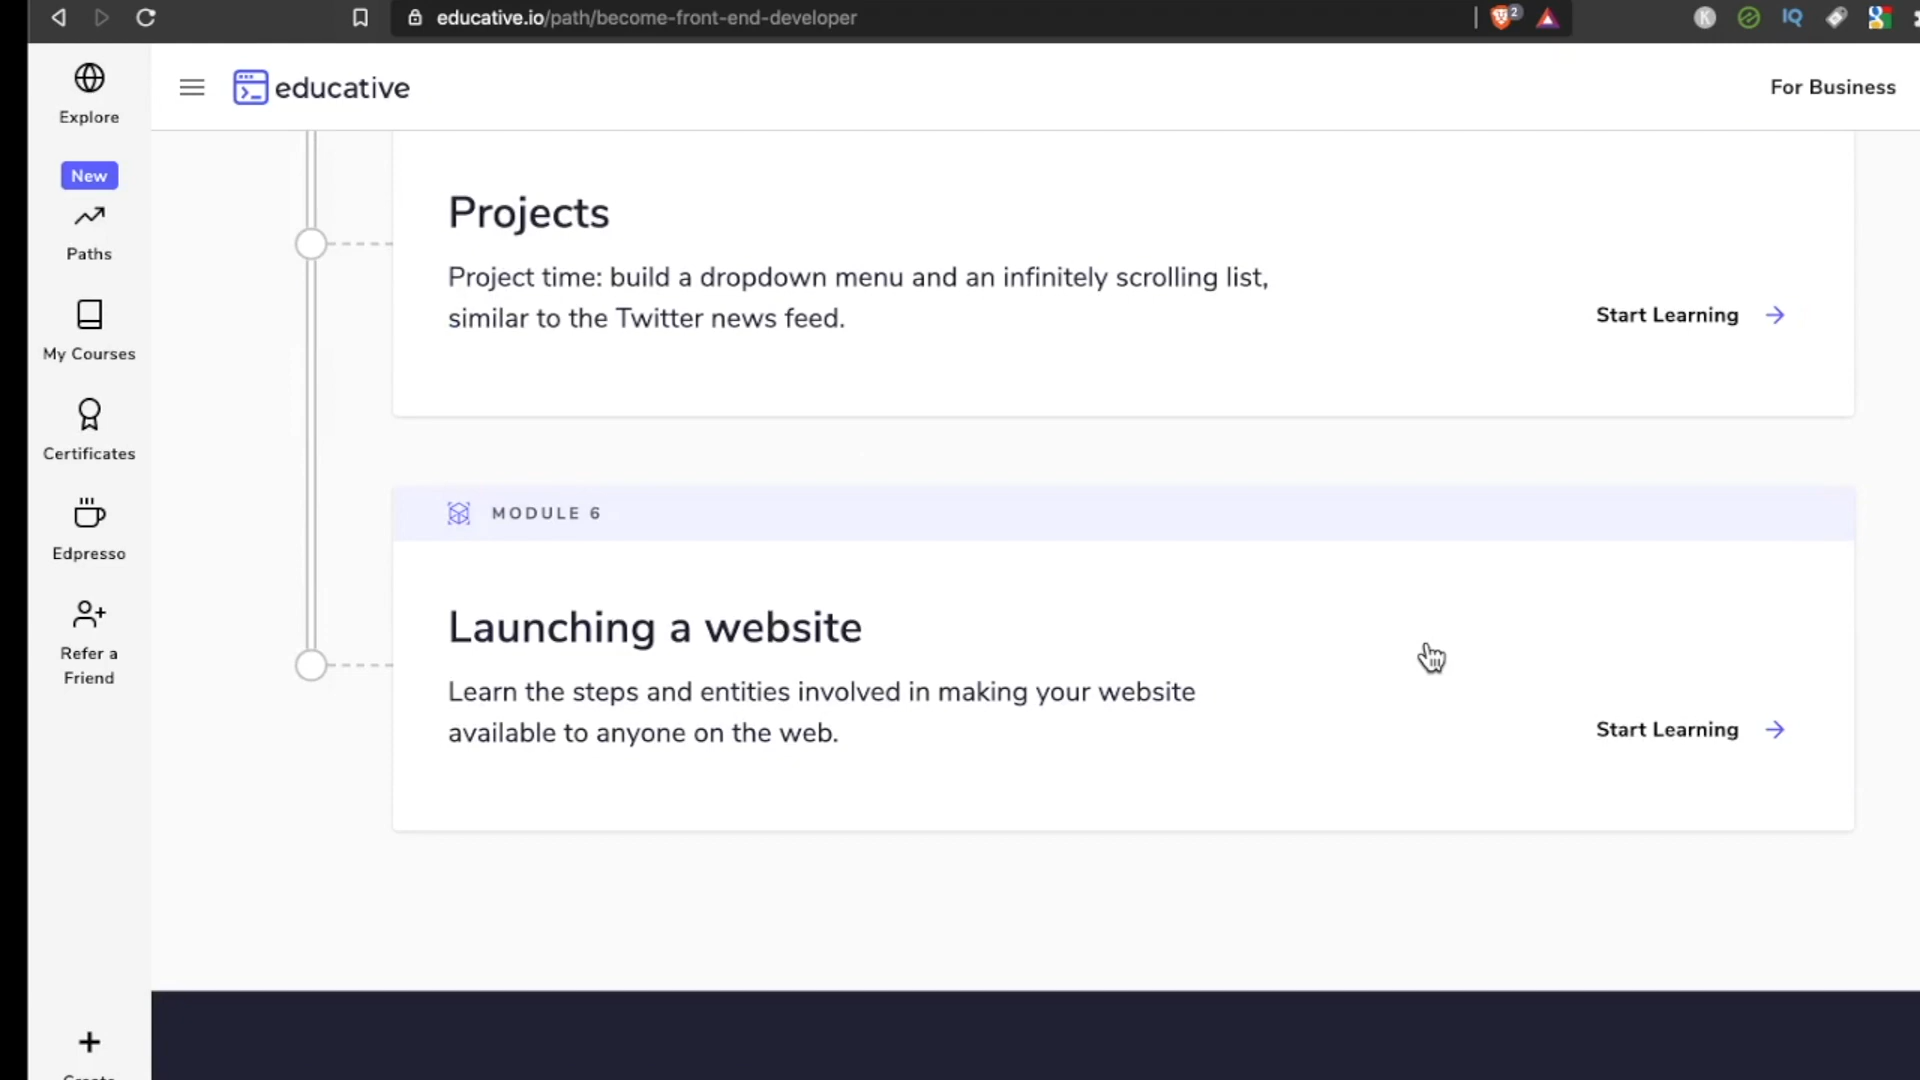 educative.io/path/become-front-end-developer
2
K
IQ
Explore
New
Paths
My Courses
Certificates
Edpresso
Refer a
Friend
educative
For Business
Projects
Project time: build a dropdown menu and an infinitely scrolling list,
similar to the Twitter news feed.
Start Learning
MODULE 6
Launching a website
Learn the steps and entities involved in making your website
available to anyone on the web.
Start Learning
Create